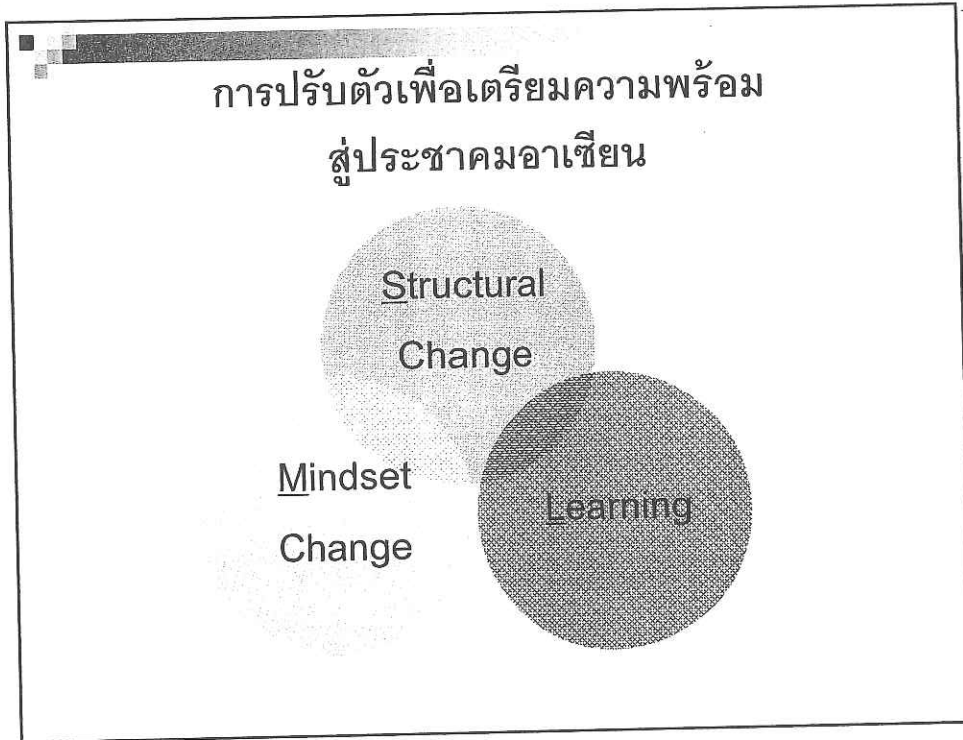 การปรับตัวเพื่อเตรียมความพร้อม
สู่ประชาคมอาเซียน
Structural
Change
Mindset
Change
Learning